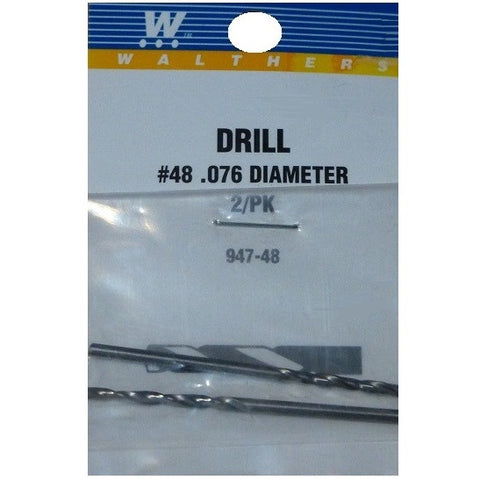 W
WALTHERS
DRILL
#48 .076 DIAMETER
2/PK
947-48